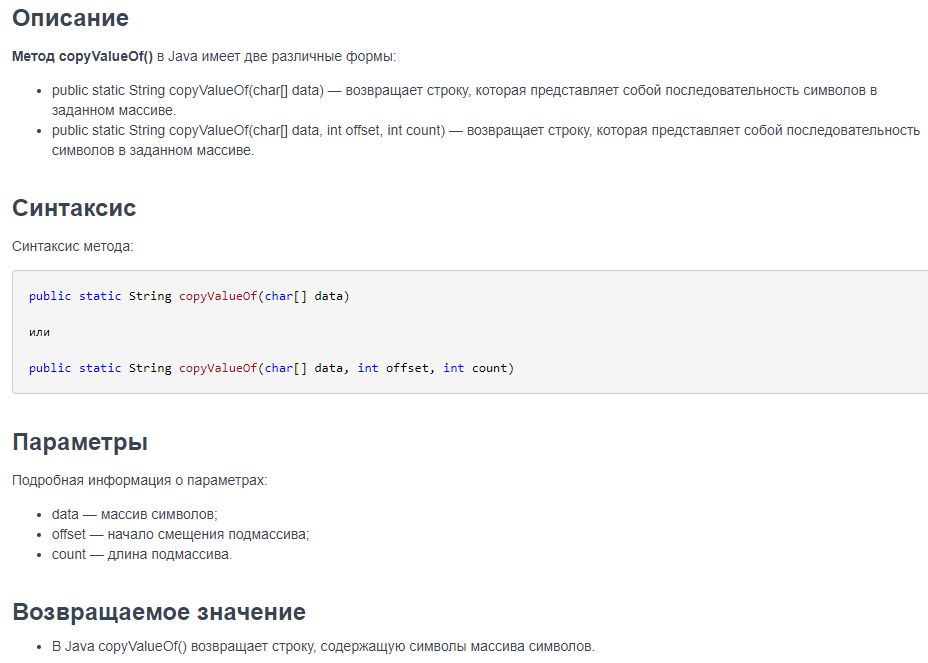 Описание
Метод copyValueOf() в Java имеет две различные формы:
• public static String copyValueOf(char[] data) — возвращает строку, которая представляет собой последовательность символов в
заданном массиве.
• public static String copyValueOf(char[] data, int offset, int count) — возвращает строку, которая представляет собой последовательность
символов в заданном массиве.
Синтаксис
Синтаксис метода:
public static String copyValueOf(char[] data)
или
public static String copyValueOf(char[] data, int offset, int count)
Параметры
Подробная информация о параметрах:
• data — массив символов;
• offset — начало смещения подмассива;
• count — длина подмассива.
Возвращаемое значение
• В Java copyValueOf() возвращает строку, содержащую символы массива символов.